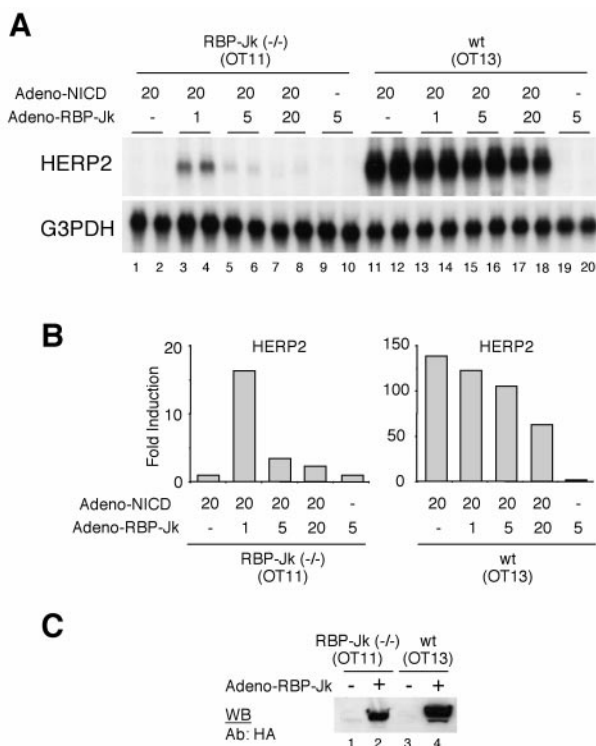 A
RBP-Jk (-/-)
(OT11)
wt
(OT13)
Adeno-NICD 20 20 20 20 - 20 20 20 20 -
Adeno-RBP-Jk - 1 5 20 5 - 1 5 20 5
HERP2
G3PDH
1 2 3 4 5 6 7 8 9 10 11 12 13 14 15 16 17 18 19 20
B
HERP2
Fold Induction
20
10
0
Adeno-NICD 20 20 20 20 -
Adeno-RBP-Jk - 1 5 20 5
RBP-Jk (-/-)
(OT11)
HERP2
150
100
50
0
20 20 20 20 -
- 1 5 20 5
wt
(OT13)
C
RBP-Jk (-/-) wt
(OT11) (OT13)
Adeno-RBP-Jk - + - +
WB
Ab: HA
1 2 3 4